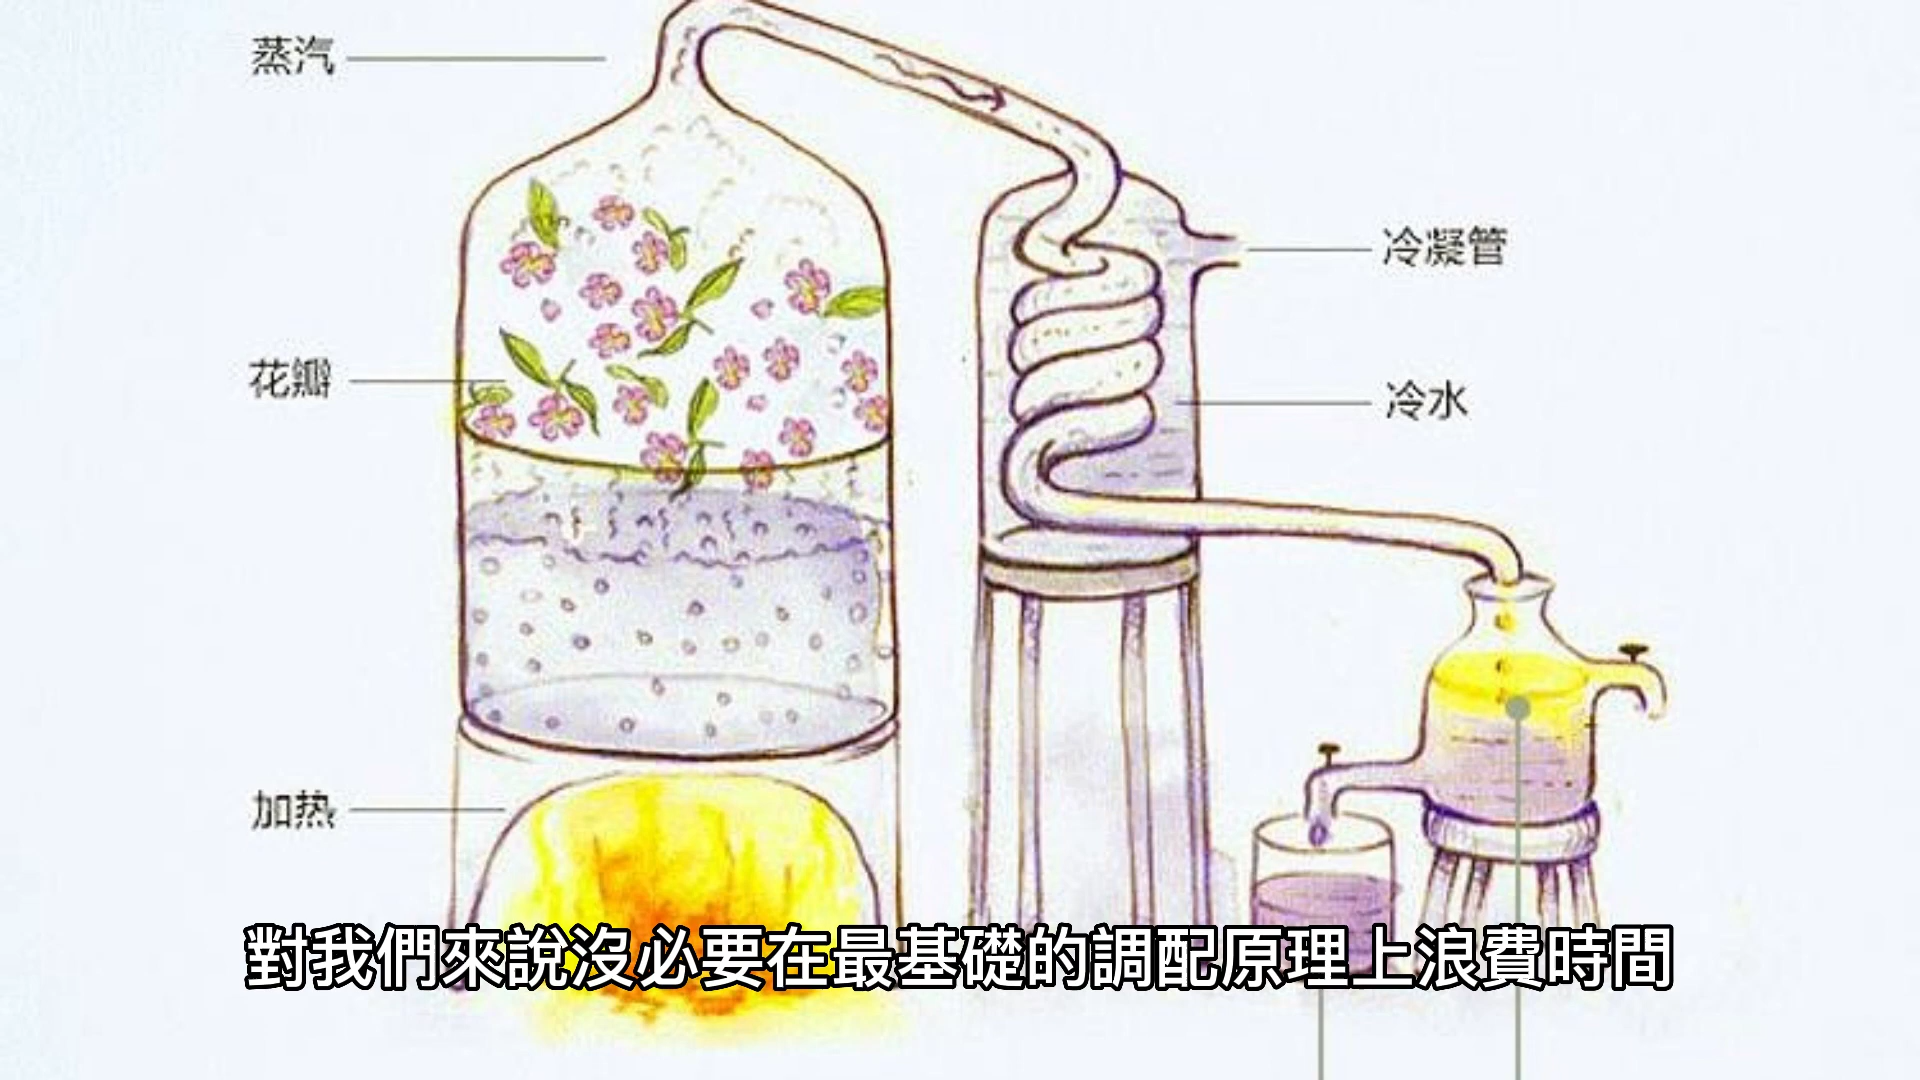 蒸汽
冷凝管
花瓣
冷水
加热
對我們來說沒必要在最基礎的調配原理上浪費時間